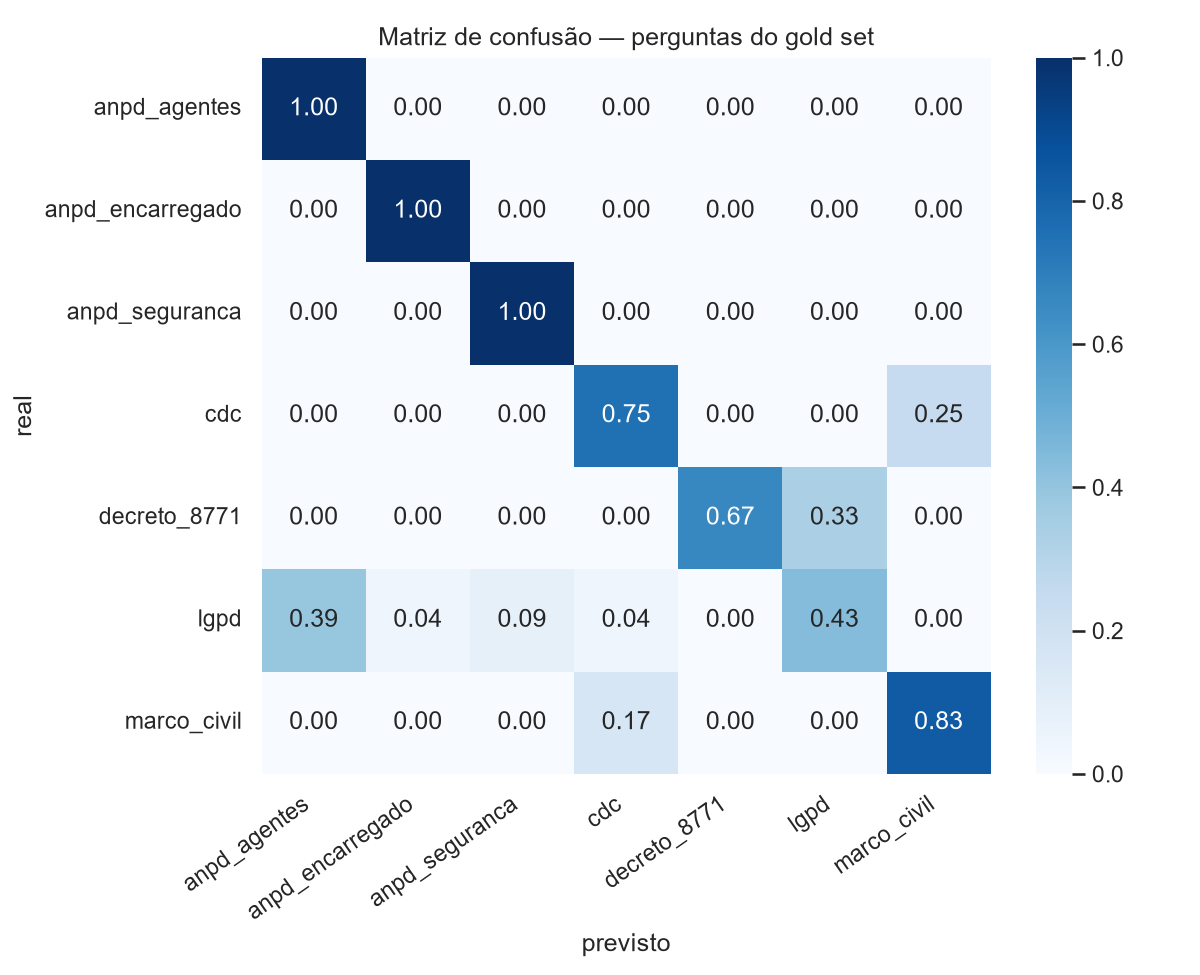 Matriz de confusão — perguntas do gold set
anpd_agentes 1.00 0.00 0.00 0.00 0.00 0.00 0.00
anpd_encarregado 0.00 1.00 0.00 0.00 0.00 0.00 0.00
anpd_seguranca 0.00 0.00 1.00 0.00 0.00 0.00 0.00
cdc 0.00 0.00 0.00 0.75 0.00 0.00 0.25
decreto_8771 0.00 0.00 0.00 0.00 0.67 0.33 0.00
lgpd 0.39 0.04 0.09 0.04 0.00 0.43 0.00
marco_civil 0.00 0.00 0.00 0.17 0.00 0.00 0.83
real
anpd_agentes
anpd_encarregado
anpd_seguranca
cdc
decreto_8771
lgpd
marco_civil
previsto
1.0
0.8
0.6
0.4
0.2
0.0